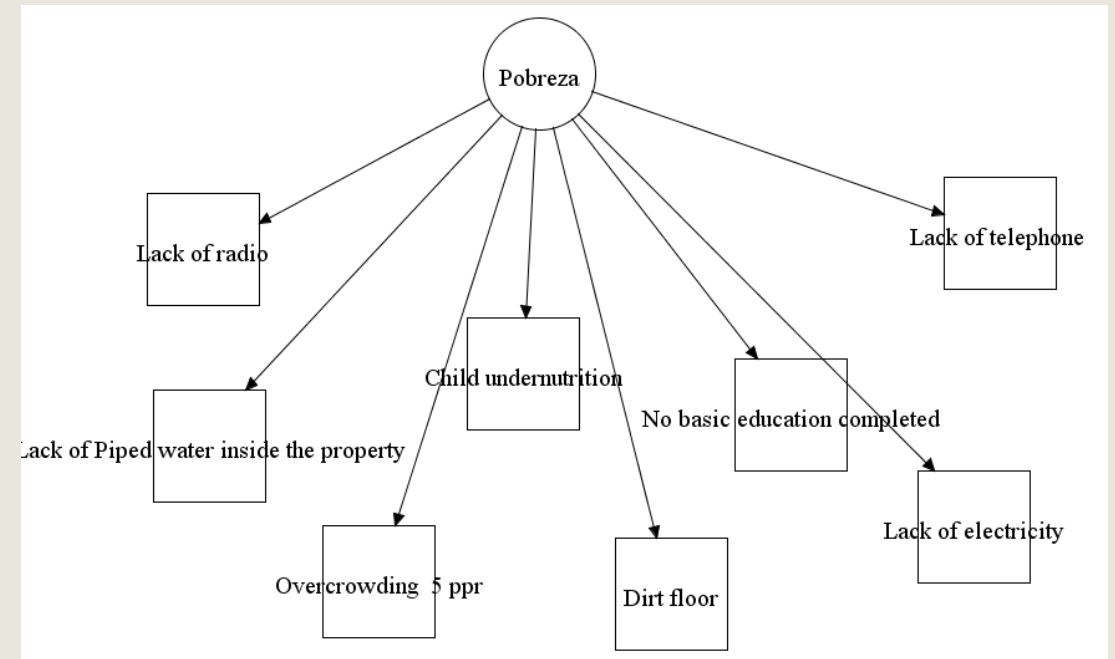 Pobreza
Lack of telephone
Lack of radio
Child undernutrition
No basic education completed
Lack of Piped water inside the property
Lack of electricity
Overcrowding 5 ppr
Dirt floor